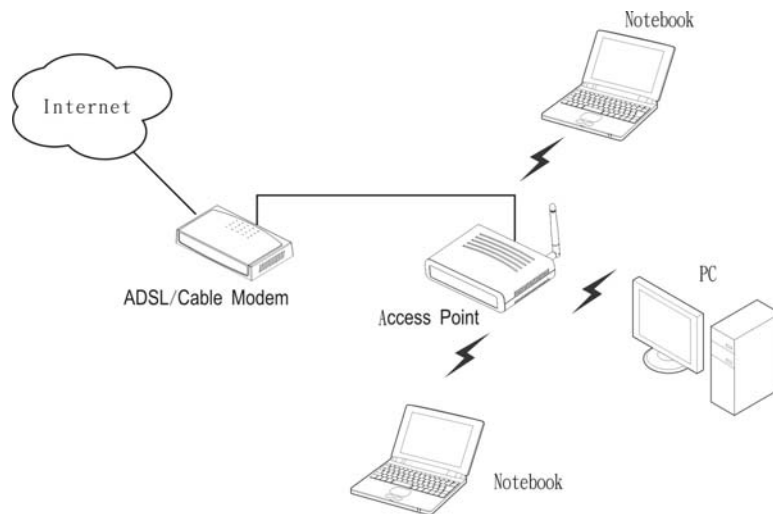 Notebook
Internet
PC
ADSL/Cable Modem
Access Point
Notebook